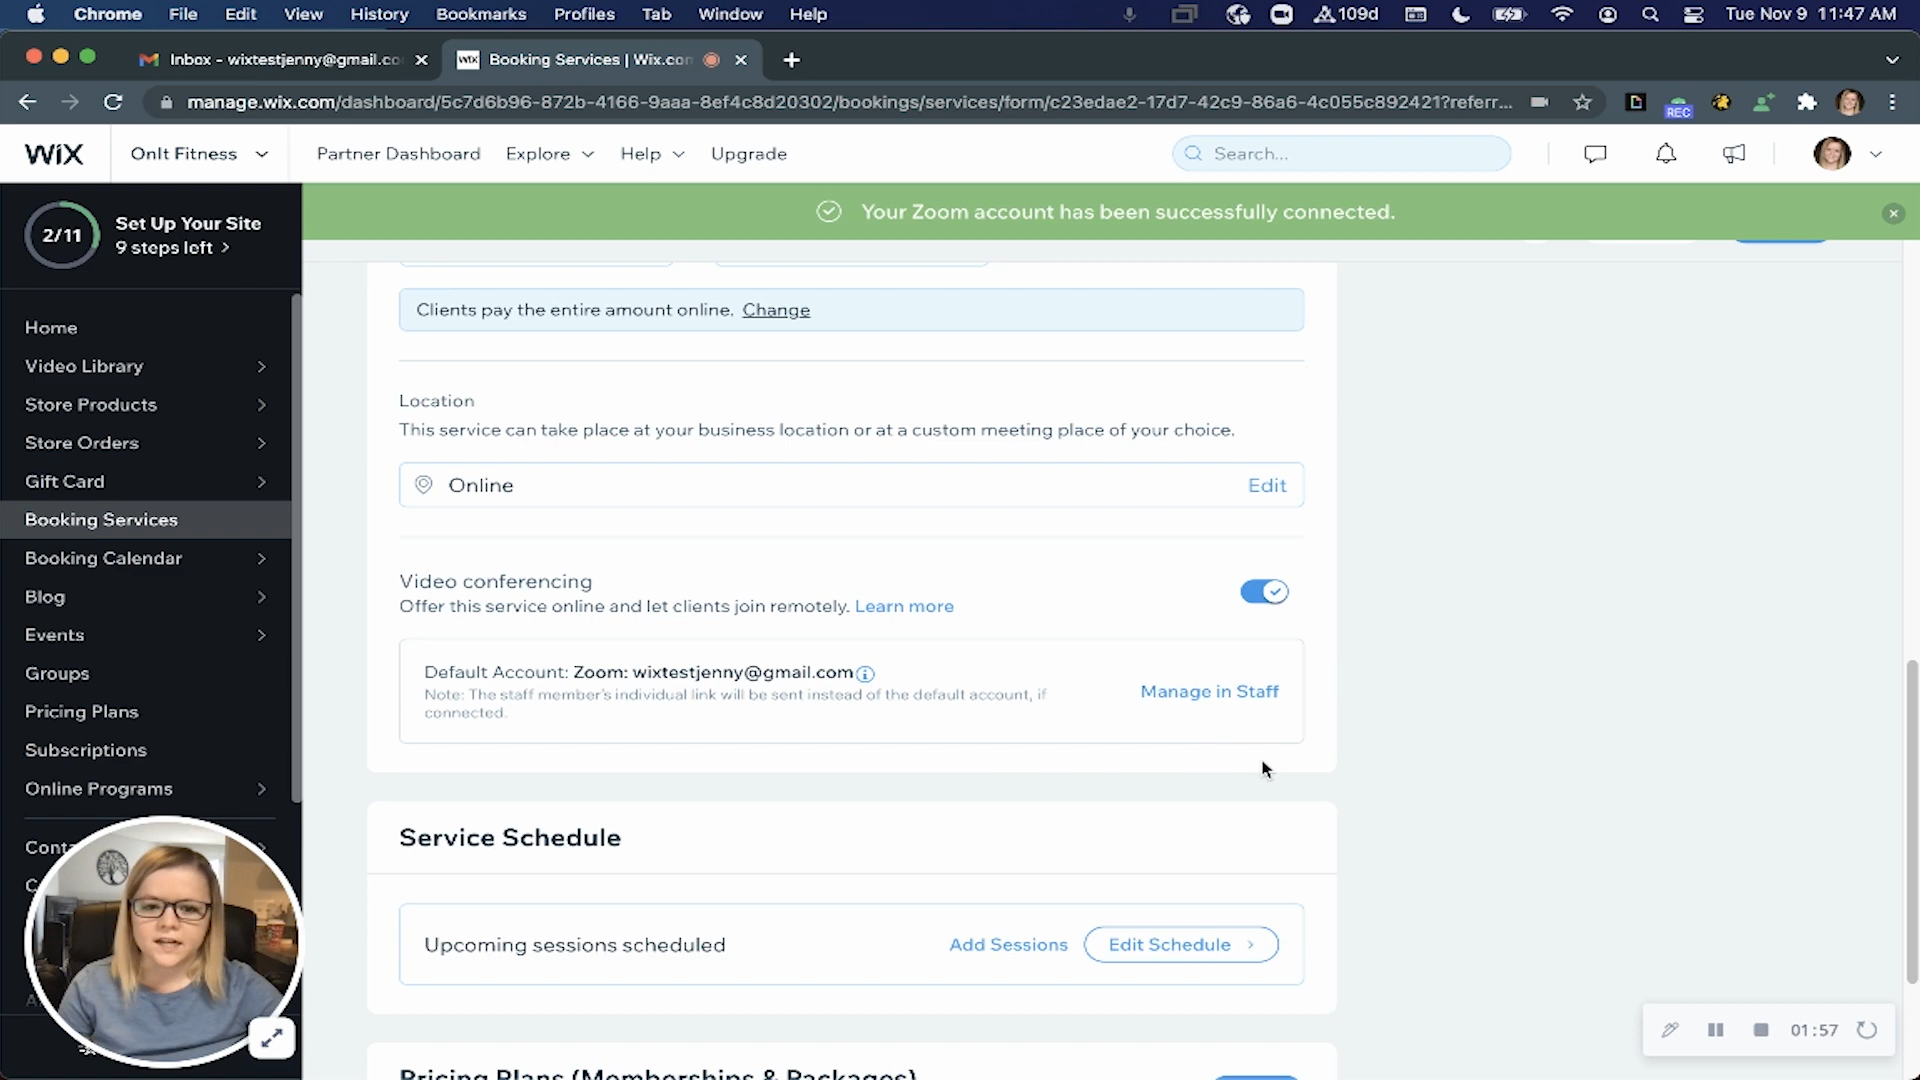 Chrome File Edit View History Bookmarks Profiles Tab Window Help 109d Tue Nov 9 11:47 AM
Inbox - wixtestjenny@gmail.co WIX Booking Services | Wix.con
manage.wix.com/dashboard/5c7d6b96-872b-4166-9aaa-8ef4c8d20302/bookings/services/form/c23edae2-17d7-42c9-86a6-4c055c892421?referr... REC
WIX OnIt Fitness Partner Dashboard Explore Help Upgrade Search...
2/11 Set Up Your Site
9 steps left >
Your Zoom account has been successfully connected.
Home
Video Library
Store Products
Store Orders
Gift Card
Booking Services
Booking Calendar
Blog
Events
Groups
Pricing Plans
Subscriptions
Online Programs
Conta
Clients pay the entire amount online. Change
Location
This service can take place at your business location or at a custom meeting place of your choice.
Online Edit
Video conferencing
Offer this service online and let clients join remotely. Learn more
Default Account: Zoom: wixtestjenny@gmail.com
Note: The staff member's individual link will be sent instead of the default account, if
connected.
Manage in Staff
Service Schedule
Upcoming sessions scheduled Add Sessions Edit Schedule >
Pricing Plans (Memberships & Packages)
01:57